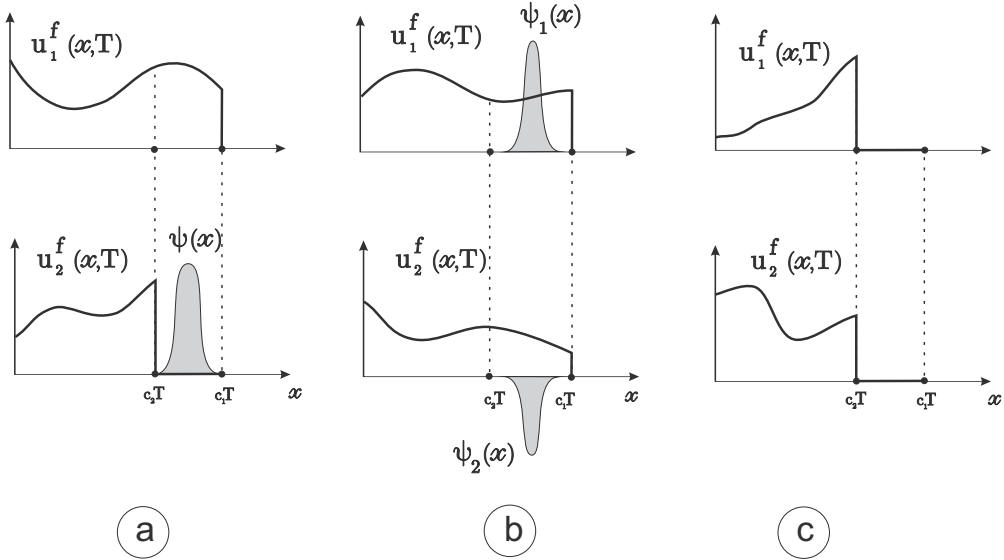 u₁ᶠ (x,T)
u₂ᶠ (x,T)
ψ(x)
c₂T c₁T x
a
u₁ᶠ (x,T)
ψ₁(x)
u₂ᶠ (x,T)
c₂T c₁T x
ψ₂(x)
b
u₁ᶠ (x,T)
u₂ᶠ (x,T)
c₂T c₁T x
c